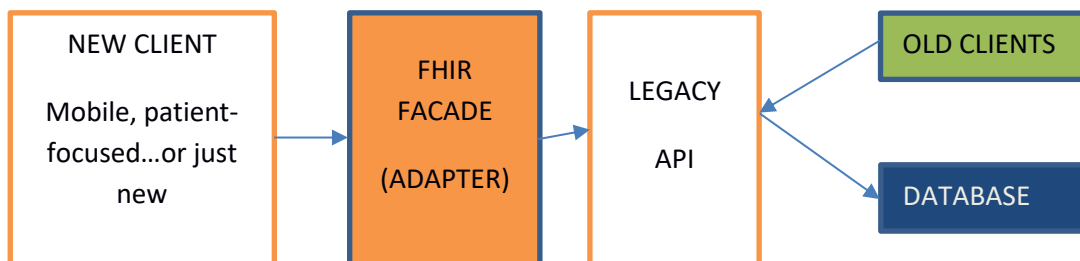 NEW CLIENT
Mobile, patient-
focused...or just
new
FHIR
FACADE
(ADAPTER)
LEGACY
API
OLD CLIENTS
DATABASE